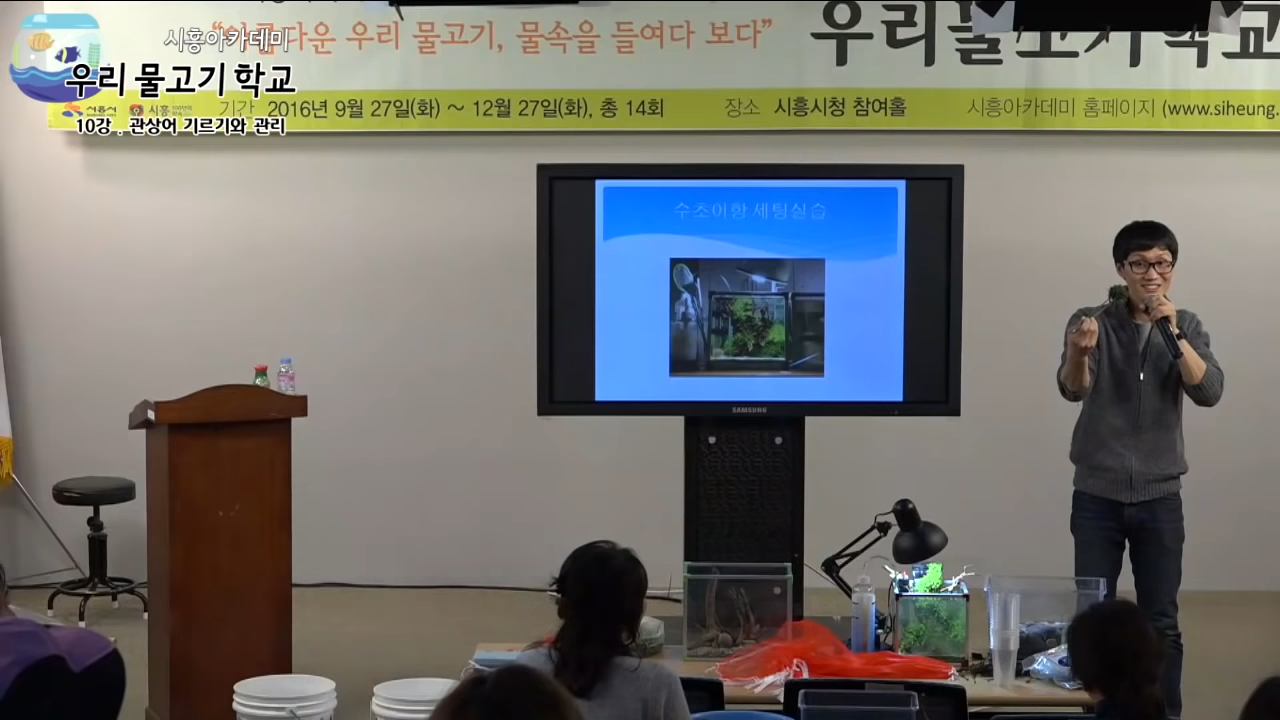 시흥아카데미
우리 물고기 학교
10강. 관상어 기르기와 관리
"아름다운 우리 물고기, 물속을 들여다 보다"
우리물고기학교
시흥시 시흥
기간 2016년 9월 27일(화) ~ 12월 27일(화), 총 14회 장소 시흥시청 참여홀 시흥아카데미 홈페이지 (www.siheung.
수초어항 세팅실습
SAMSUNG